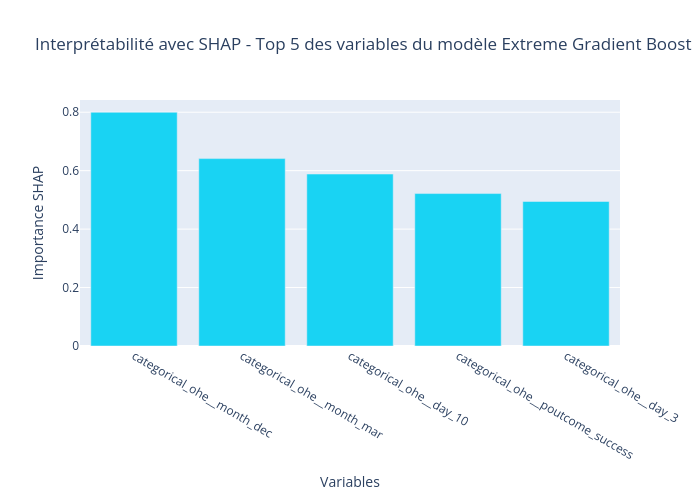 Interprétabilité avec SHAP - Top 5 des variables du modèle Extreme Gradient Boost
Importance SHAP
0.8
0.6
0.4
0.2
0
categorical_ohe__month_dec
categorical_ohe__month_mar
categorical_ohe__day_10
categorical_ohe__poutcome_success
categorical_ohe__day_3
Variables